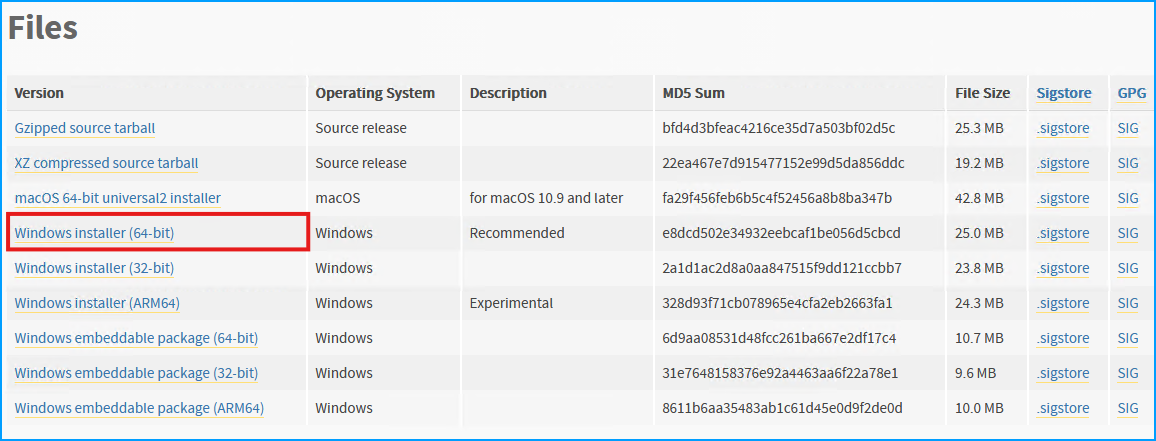 Files
Version Operating System Description MD5 Sum File Size Sigstore GPG
Gzipped source tarball Source release bfd4d3bfeac4216ce35d7a503bf02d5c 25.3 MB .sigstore SIG
XZ compressed source tarball Source release 22ea467e7d915477152e99d5da856ddc 19.2 MB .sigstore SIG
macOS 64-bit universal2 installer macOS for macOS 10.9 and later fa29f456feb6b5c4f52456a8b8ba347b 42.8 MB .sigstore SIG
Windows installer (64-bit) Windows Recommended e8dcd502e34932eebcaf1be056d5cbcd 25.0 MB .sigstore SIG
Windows installer (32-bit) Windows 2a1d1ac2d8a0aa847515f9dd121ccbb7 23.8 MB .sigstore SIG
Windows installer (ARM64) Windows Experimental 328d93f71cb078965e4cfa2eb2663fa1 24.3 MB .sigstore SIG
Windows embeddable package (64-bit) Windows 6d9aa08531d48fcc261ba667e2df17c4 10.7 MB .sigstore SIG
Windows embeddable package (32-bit) Windows 31e7648158376e92a4463aa6f22a78e1 9.6 MB .sigstore SIG
Windows embeddable package (ARM64) Windows 8611b6aa35483ab1c61d45e0d9f2de0d 10.0 MB .sigstore SIG